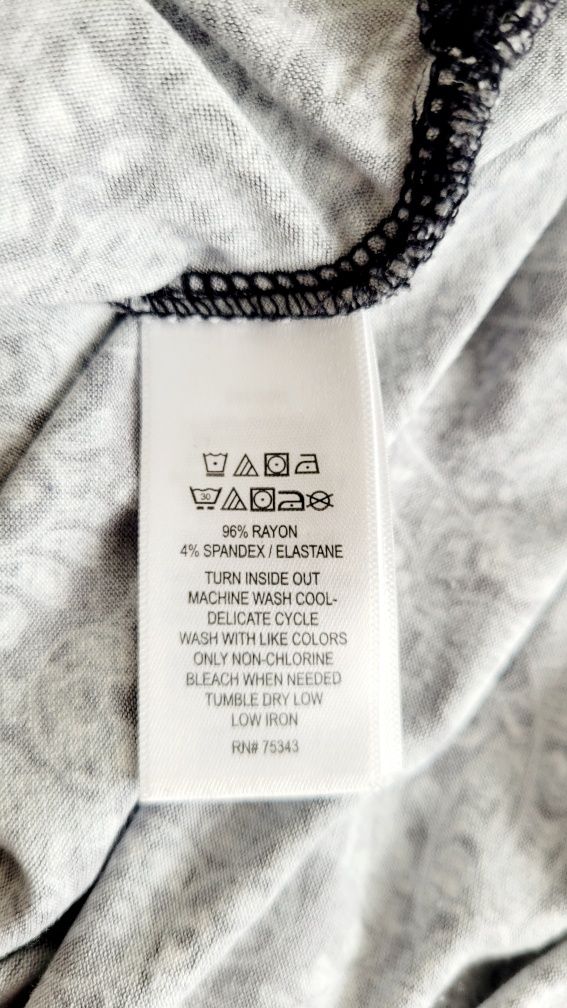 30
96% RAYON
4% SPANDEX / ELASTANE
TURN INSIDE OUT
MACHINE WASH COOL-
DELICATE CYCLE
WASH WITH LIKE COLORS
ONLY NON-CHLORINE
BLEACH WHEN NEEDED
TUMBLE DRY LOW
LOW IRON
RN# 75343